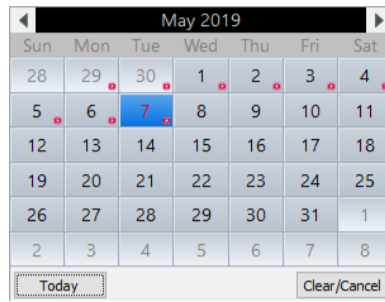 May 2019
Sun Mon Tue Wed Thu Fri Sat
28 29 30 1 2 3 4
5 6 7 8 9 10 11
12 13 14 15 16 17 18
19 20 21 22 23 24 25
26 27 28 29 30 31 1
2 3 4 5 6 7 8
Today Clear/Cancel